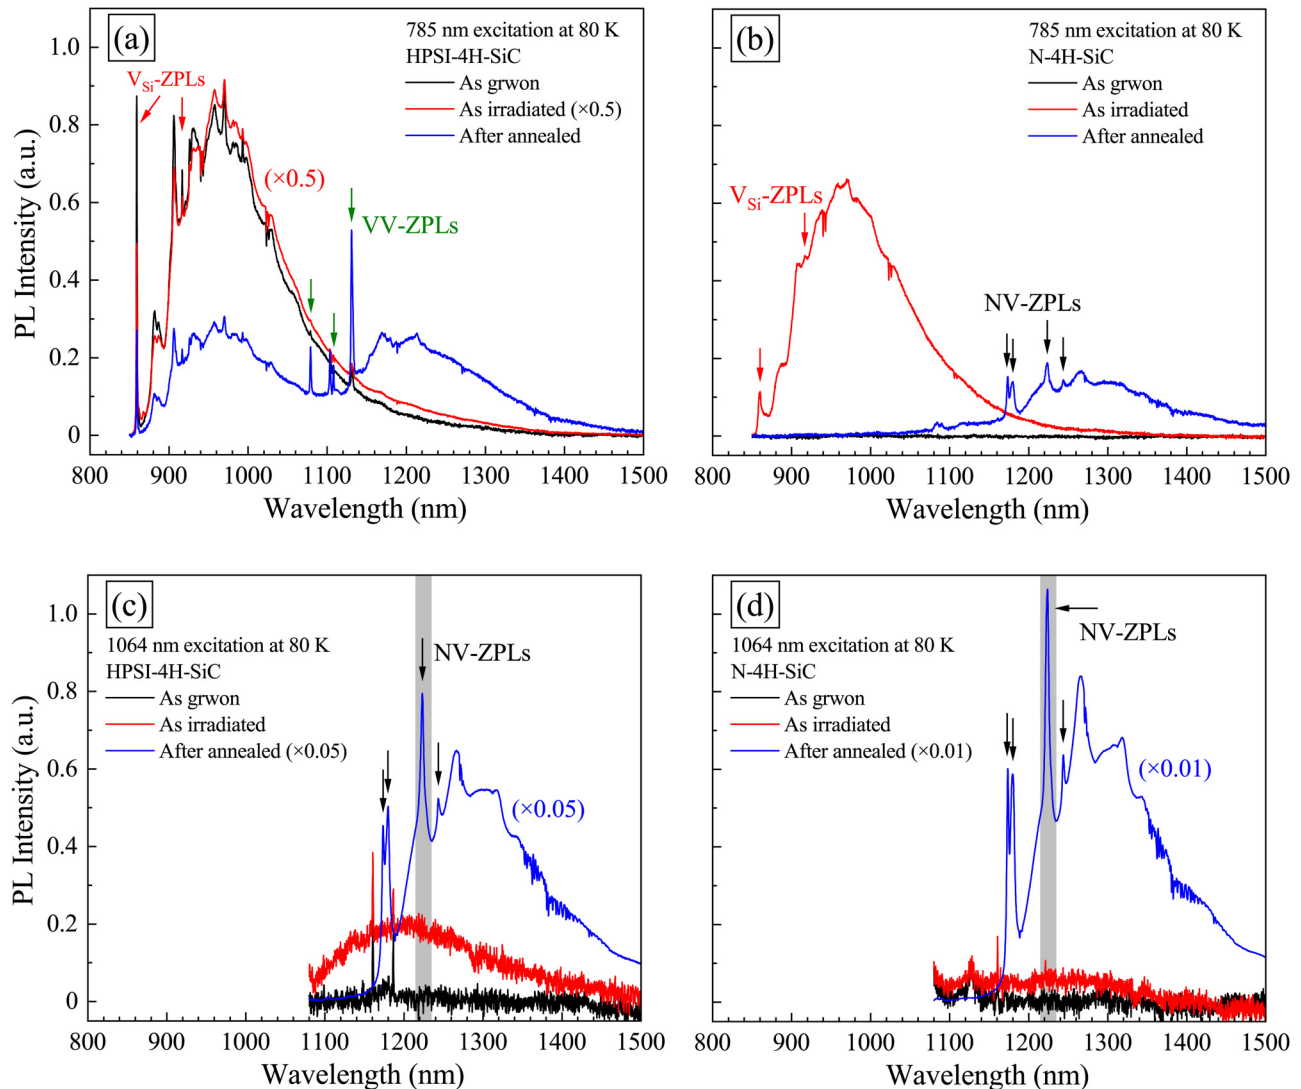 (a)
785 nm excitation at 80 K
HPSI-4H-SiC
As grwon
As irradiated (×0.5)
After annealed
V_Si-ZPLs
(×0.5)
VV-ZPLs
PL Intensity (a.u.)
1.0
0.8
0.6
0.4
0.2
0
800 900 1000 1100 1200 1300 1400 1500
Wavelength (nm)
(b)
785 nm excitation at 80 K
N-4H-SiC
As grwon
As irradiated
After annealed
V_Si-ZPLs
NV-ZPLs
800 900 1000 1100 1200 1300 1400 1500
Wavelength (nm)
(c)
1064 nm excitation at 80 K
HPSI-4H-SiC
As grwon
As irradiated
After annealed (×0.05)
NV-ZPLs
(×0.05)
PL Intensity (a.u.)
1.0
0.8
0.6
0.4
0.2
0
800 900 1000 1100 1200 1300 1400 1500
Wavelength (nm)
(d)
1064 nm excitation at 80 K
N-4H-SiC
As grwon
As irradiated
After annealed (×0.01)
NV-ZPLs
(×0.01)
800 900 1000 1100 1200 1300 1400 1500
Wavelength (nm)